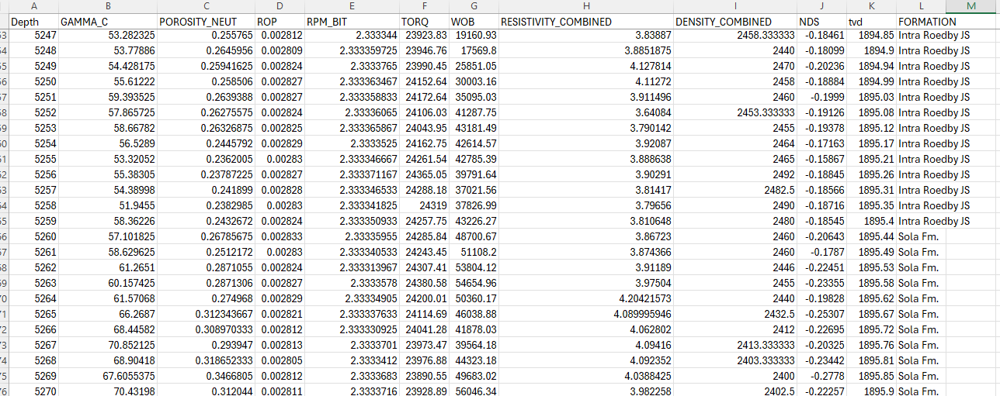 A B C D E F G H I J K L M
Depth GAMMA_C POROSITY_NEUT ROP RPM_BIT TORQ WOB RESISTIVITY_COMBINED DENSITY_COMBINED NDS tvd FORMATION
53 5247 53.282325 0.255765 0.002812 2.333344 23923.83 19160.93 3.83887 2458.333333 -0.18461 1894.85 Intra Roedby JS
54 5248 53.77886 0.2645956 0.002809 2.333359725 23946.76 17569.8 3.8851875 2440 -0.18099 1894.9 Intra Roedby JS
55 5249 54.428175 0.25941625 0.002824 2.3333765 23990.45 25851.05 4.127814 2470 -0.20236 1894.94 Intra Roedby JS
56 5250 55.61222 0.258506 0.002827 2.333363467 24152.64 30003.16 4.11272 2458 -0.18884 1894.99 Intra Roedby JS
57 5251 59.393525 0.2639388 0.002827 2.333358833 24172.64 35095.03 3.911496 2460 -0.1999 1895.03 Intra Roedby JS
58 5252 57.865725 0.26275575 0.002824 2.33336065 24106.03 41287.75 3.64084 2453.333333 -0.19126 1895.08 Intra Roedby JS
59 5253 58.66782 0.26326875 0.002825 2.333365867 24043.95 43181.49 3.790142 2455 -0.19378 1895.12 Intra Roedby JS
60 5254 56.5289 0.2445792 0.002829 2.3333525 24162.75 42614.57 3.92087 2464 -0.17163 1895.17 Intra Roedby JS
61 5255 53.32052 0.2362005 0.00283 2.333346667 24261.54 42785.39 3.888638 2465 -0.15867 1895.21 Intra Roedby JS
62 5256 55.38305 0.23787225 0.002827 2.333371167 24365.05 39791.64 3.90291 2492 -0.18845 1895.26 Intra Roedby JS
63 5257 54.38998 0.241899 0.002828 2.333346533 24288.18 37021.56 3.81417 2482.5 -0.18566 1895.31 Intra Roedby JS
64 5258 51.9455 0.2382985 0.00283 2.333341825 24319 37826.99 3.79656 2490 -0.18716 1895.35 Intra Roedby JS
65 5259 58.36226 0.2432672 0.002824 2.333350933 24257.75 43226.27 3.810648 2480 -0.18545 1895.4 Intra Roedby JS
66 5260 57.101825 0.26785675 0.002833 2.33335955 24285.84 48700.67 3.86723 2460 -0.20643 1895.44 Sola Fm.
67 5261 58.629625 0.2512172 0.00283 2.333340533 24243.45 51108.2 3.874366 2460 -0.1787 1895.49 Sola Fm.
68 5262 61.2651 0.2871055 0.002824 2.333313967 24307.41 53804.12 3.91189 2446 -0.22451 1895.53 Sola Fm.
69 5263 60.157425 0.2871306 0.002827 2.3333578 24380.58 54654.96 3.97504 2455 -0.23355 1895.58 Sola Fm.
70 5264 61.57068 0.274968 0.002829 2.33334905 24200.01 50360.17 4.20421573 2440 -0.19828 1895.62 Sola Fm.
71 5265 66.2687 0.312343667 0.002821 2.333337633 24114.69 46038.88 4.089995946 2432.5 -0.25307 1895.67 Sola Fm.
72 5266 68.44582 0.308970333 0.002812 2.333330925 24041.28 41878.03 4.062802 2412 -0.22695 1895.72 Sola Fm.
73 5267 70.852125 0.293947 0.002813 2.3333701 23973.47 39564.18 4.09416 2413.333333 -0.20325 1895.76 Sola Fm.
74 5268 68.90418 0.318652333 0.002805 2.3333412 23976.88 44323.18 4.092352 2403.333333 -0.23442 1895.81 Sola Fm.
75 5269 67.6055375 0.3466805 0.002812 2.3333683 23890.55 49683.02 4.0388425 2400 -0.2778 1895.85 Sola Fm.
76 5270 70.43198 0.312044 0.002811 2.3333716 23928.89 56046.34 3.982258 2402.5 -0.22257 1895.9 Sola Fm.